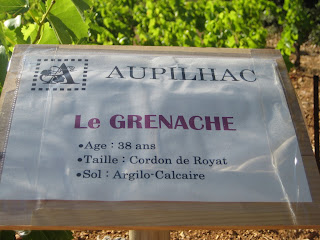 A AUPILHAC
Le GRENACHE
•Age : 38 ans
•Taille : Cordon de Royat
•Sol : Argilo-Calcaire